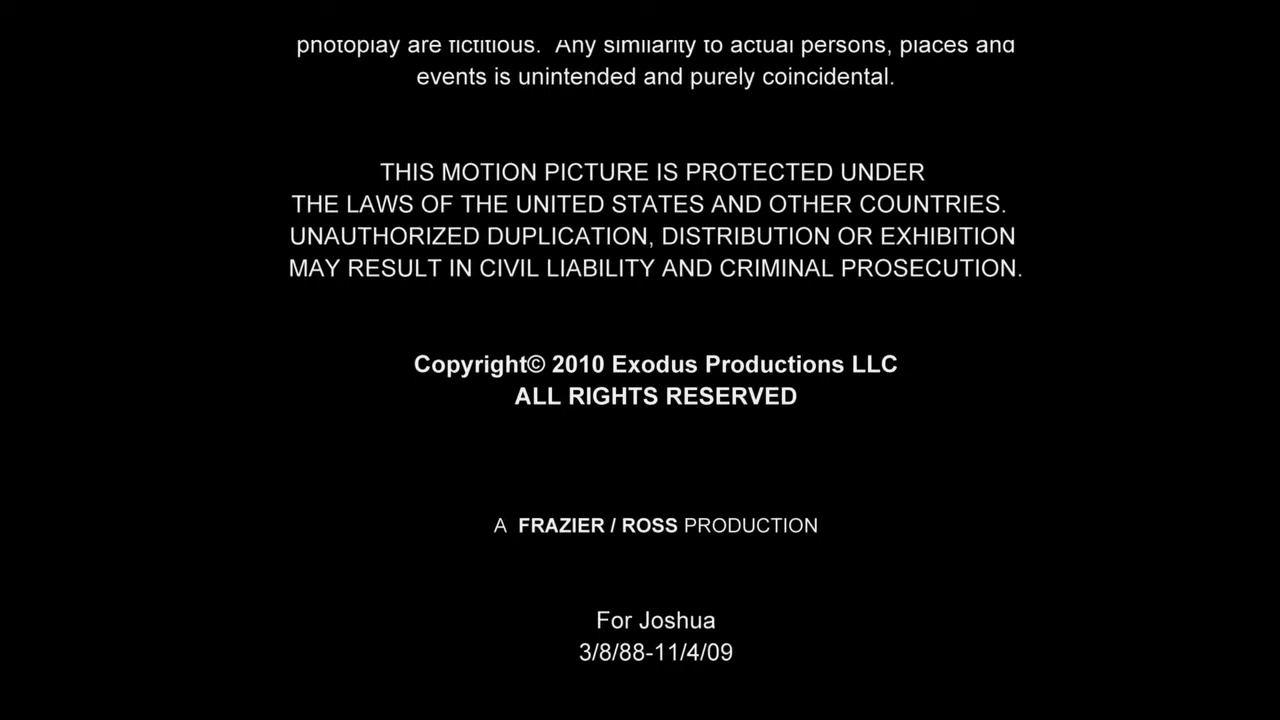 photoplay are fictitious.  Any similarity to actual persons, places and
events is unintended and purely coincidental.
THIS MOTION PICTURE IS PROTECTED UNDER
THE LAWS OF THE UNITED STATES AND OTHER COUNTRIES.
UNAUTHORIZED DUPLICATION, DISTRIBUTION OR EXHIBITION
MAY RESULT IN CIVIL LIABILITY AND CRIMINAL PROSECUTION.
Copyright© 2010 Exodus Productions LLC
ALL RIGHTS RESERVED
A  FRAZIER / ROSS PRODUCTION
For Joshua
3/8/88-11/4/09